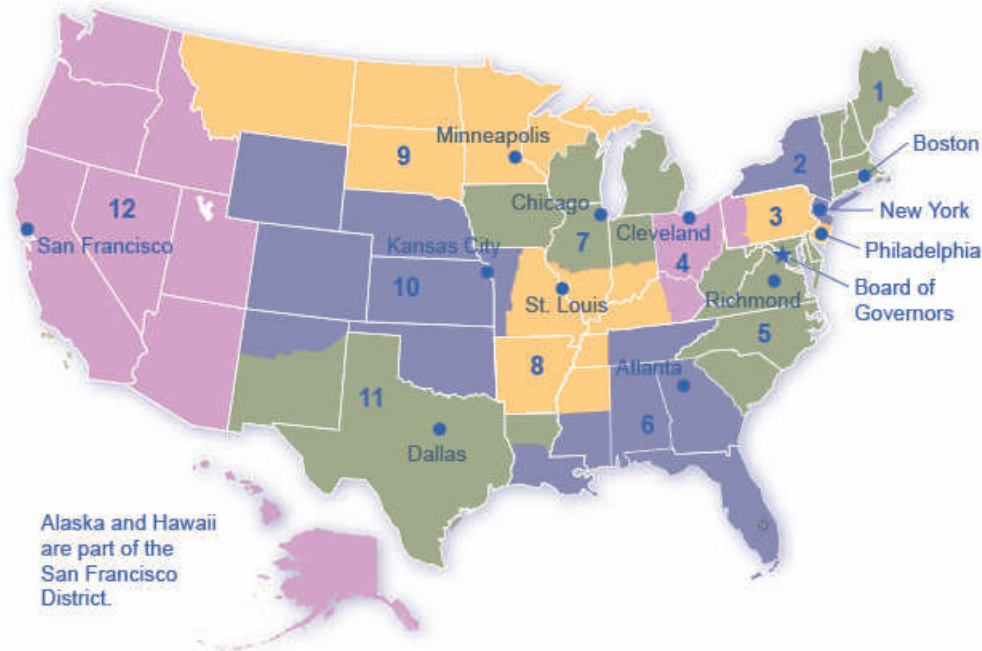 1
Boston
2
Minneapolis
9
New York
Chicago
12
3
San Francisco
7
Cleveland
Philadelphia
Kansas City
4
10
St. Louis
Richmond
Board of
Governors
5
8
Atlanta
11
6
Dallas
Alaska and Hawaii
are part of the
San Francisco
District.